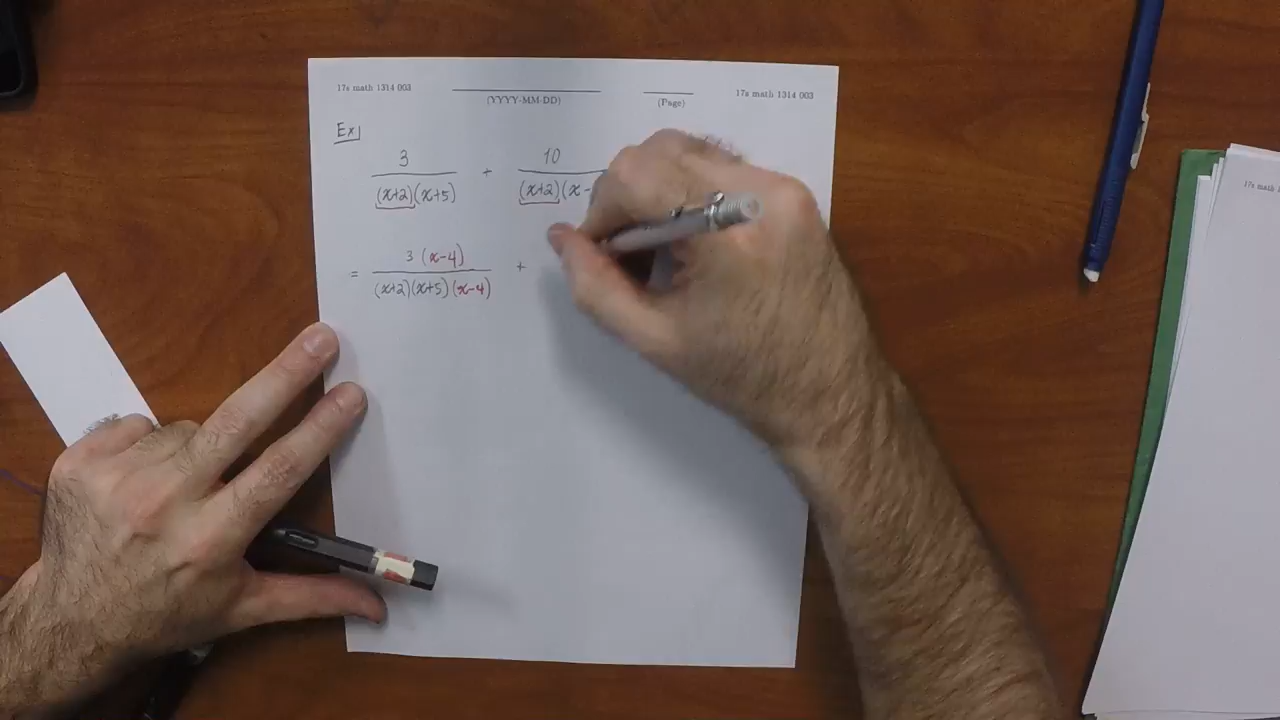 17s math 1314 003
(YYYY-MM-DD)
(Page)
17s math 1314 003
Ex
3/((x+2)(x+5)) + 10/((x+2)(x-
= 3(x-4)/((x+2)(x+5)(x-4)) +
17s m